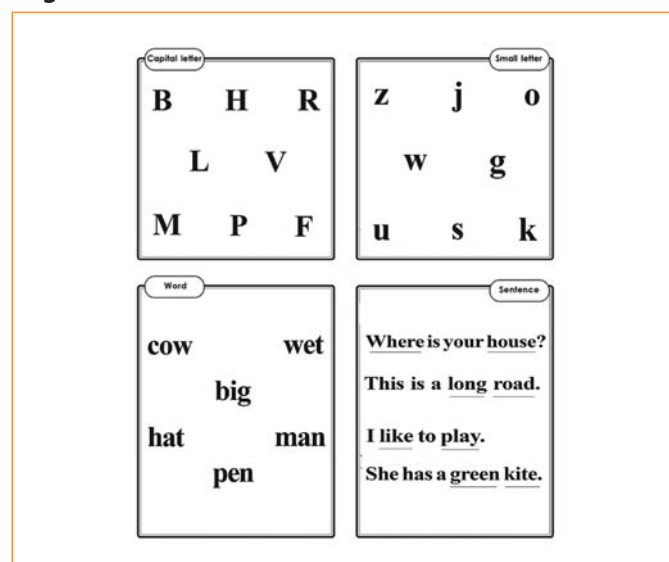 Capital letter
B H R
L V
M P F
Small letter
z j o
w g
u s k
Word
cow wet
big
hat man
pen
Sentence
Where is your house?
This is a long road.
I like to play.
She has a green kite.